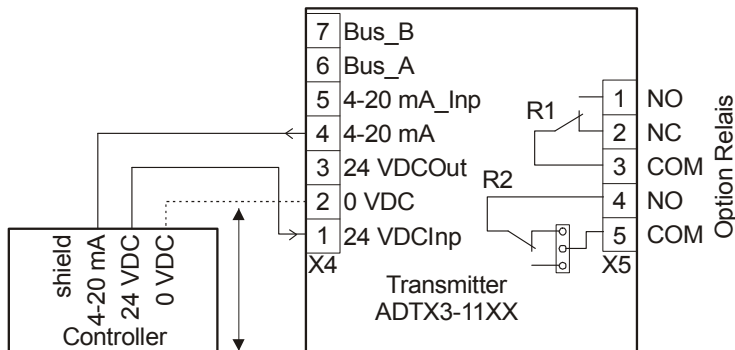 7 Bus_B
6 Bus_A
5 4-20 mA_Inp
4 4-20 mA
3 24 VDCOut
2 0 VDC
1 24 VDCInp
X4
R1
R2
1 NO
2 NC
3 COM
4 NO
5 COM
X5
Option Relais
Transmitter
ADTX3-11XX
shield
4-20 mA
24 VDC
0 VDC
Controller